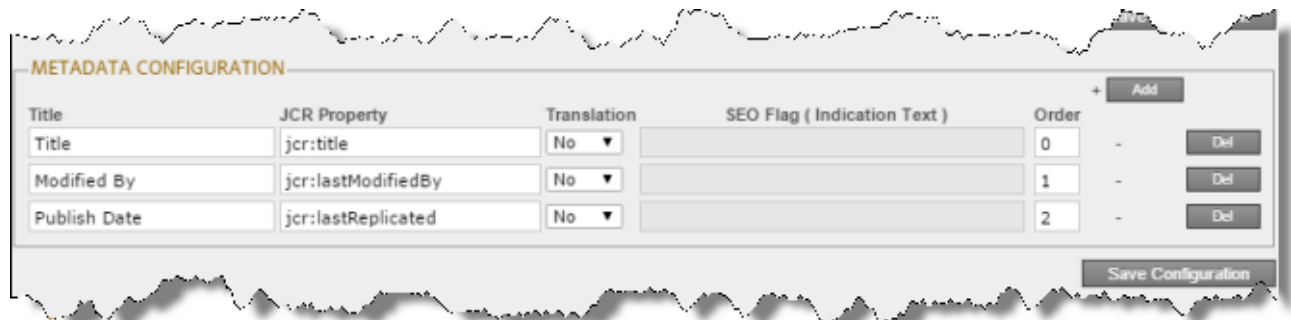 METADATA CONFIGURATION
+ Add
Title JCR Property Translation SEO Flag ( Indication Text ) Order
Title jcr:title No 0 - Del
Modified By jcr:lastModifiedBy No 1 - Del
Publish Date jcr:lastReplicated No 2 - Del
Save Configuration